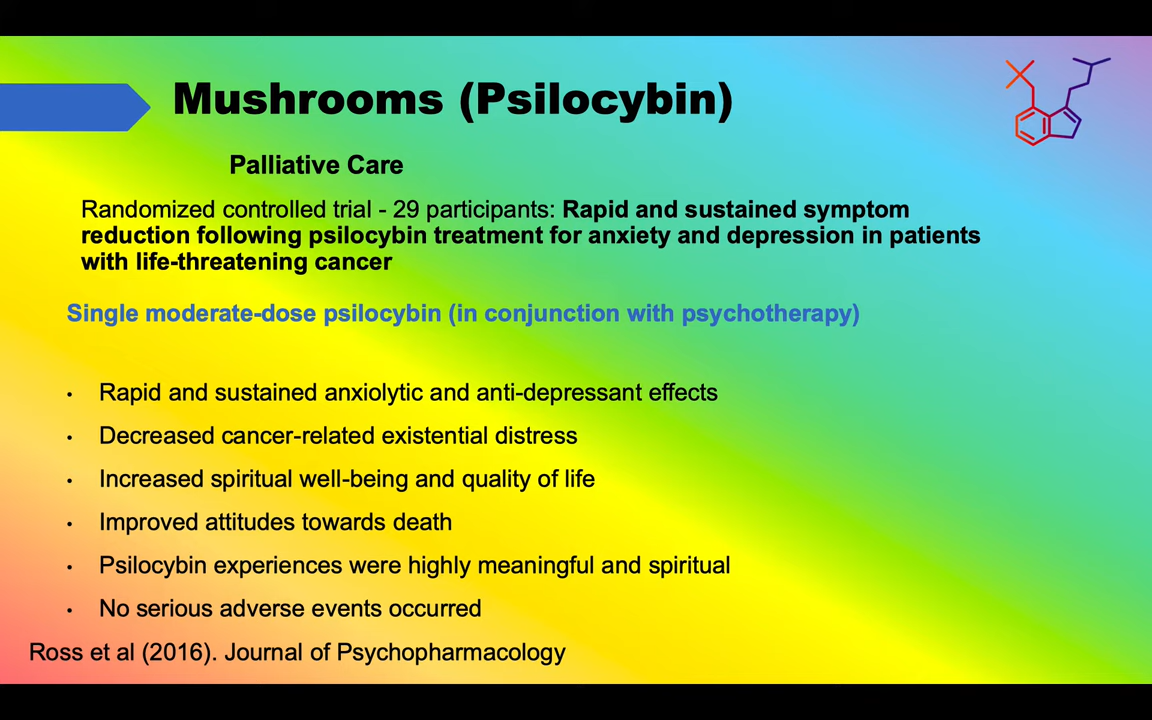 Mushrooms (Psilocybin)
Palliative Care
Randomized controlled trial - 29 participants: Rapid and sustained symptom
reduction following psilocybin treatment for anxiety and depression in patients
with life-threatening cancer
Single moderate-dose psilocybin (in conjunction with psychotherapy)
• Rapid and sustained anxiolytic and anti-depressant effects
• Decreased cancer-related existential distress
• Increased spiritual well-being and quality of life
• Improved attitudes towards death
• Psilocybin experiences were highly meaningful and spiritual
• No serious adverse events occurred
Ross et al (2016). Journal of Psychopharmacology